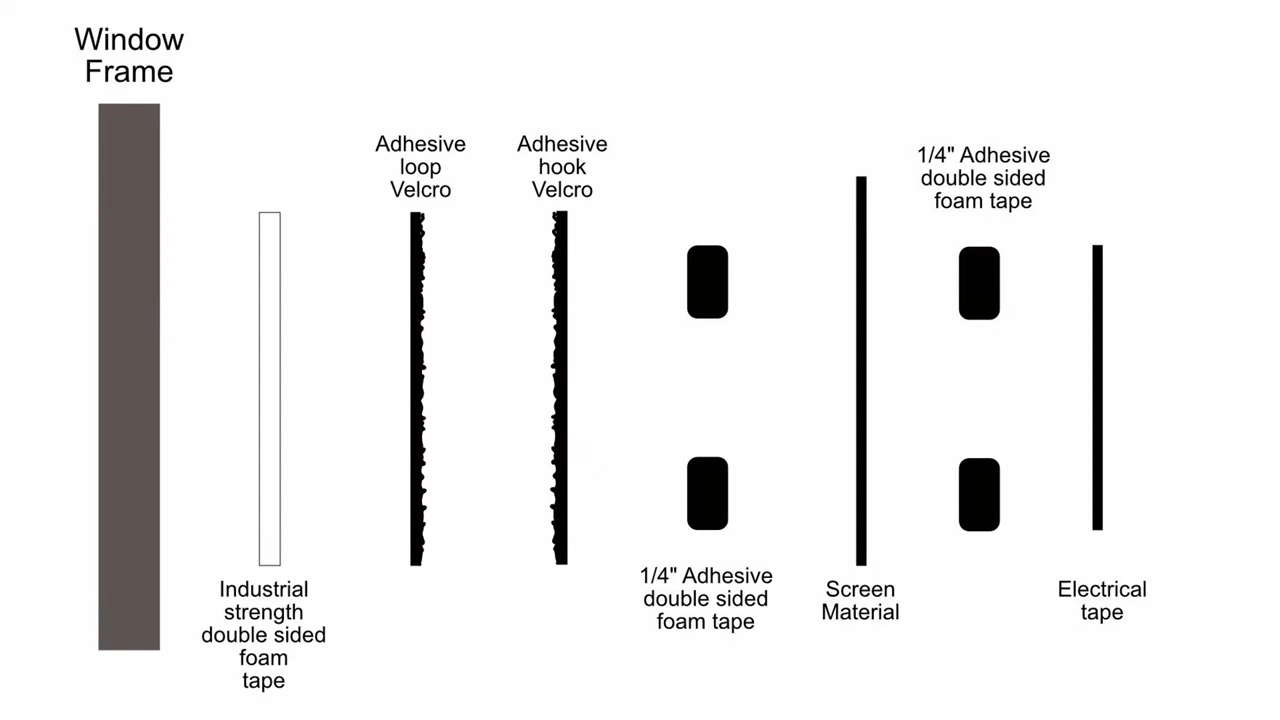 Window
Frame
Adhesive
loop
Velcro
Adhesive
hook
Velcro
1/4" Adhesive
double sided
foam tape
Industrial
strength
double sided
foam
tape
1/4" Adhesive
double sided
foam tape
Screen
Material
Electrical
tape